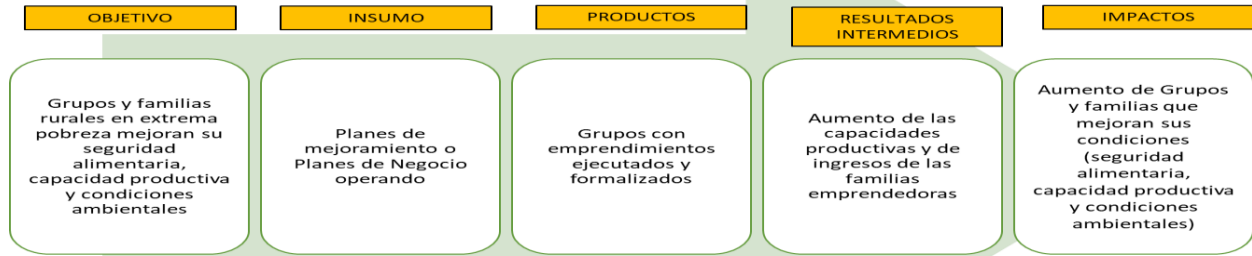 OBJETIVO
INSUMO
PRODUCTOS
RESULTADOS
INTERMEDIOS
IMPACTOS
Grupos y familias
rurales en extrema
pobreza mejoran su
seguridad
alimentaria,
capacidad productiva
y condiciones
ambientales
Planes de
mejoramiento o
Planes de Negocio
operando
Grupos con
emprendimientos
ejecutados y
formalizados
Aumento de las
capacidades
productivas y de
ingresos de las
familias
emprendedoras
Aumento de Grupos
y familias que
mejoran sus
condiciones
(seguridad
alimentaria,
capacidad productiva
y condiciones
ambientales)